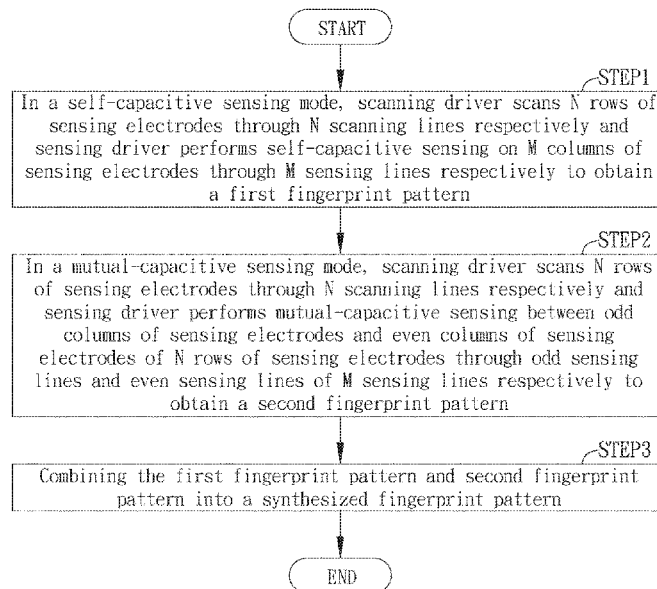 START
STEP1
In a self-capacitive sensing mode, scanning driver scans N rows of
sensing electrodes through N scanning lines respectively and
sensing driver performs self-capacitive sensing on M columns of
sensing electrodes through M sensing lines respectively to obtain
a first fingerprint pattern
STEP2
In a mutual-capacitive sensing mode, scanning driver scans N rows
of sensing electrodes through N scanning lines respectively and
sensing driver performs mutual-capacitive sensing between odd
columns of sensing electrodes and even columns of sensing
electrodes of N rows of sensing electrodes through odd sensing
lines and even sensing lines of M sensing lines respectively to
obtain a second fingerprint pattern
STEP3
Combining the first fingerprint pattern and second fingerprint
pattern into a synthesized fingerprint pattern
END